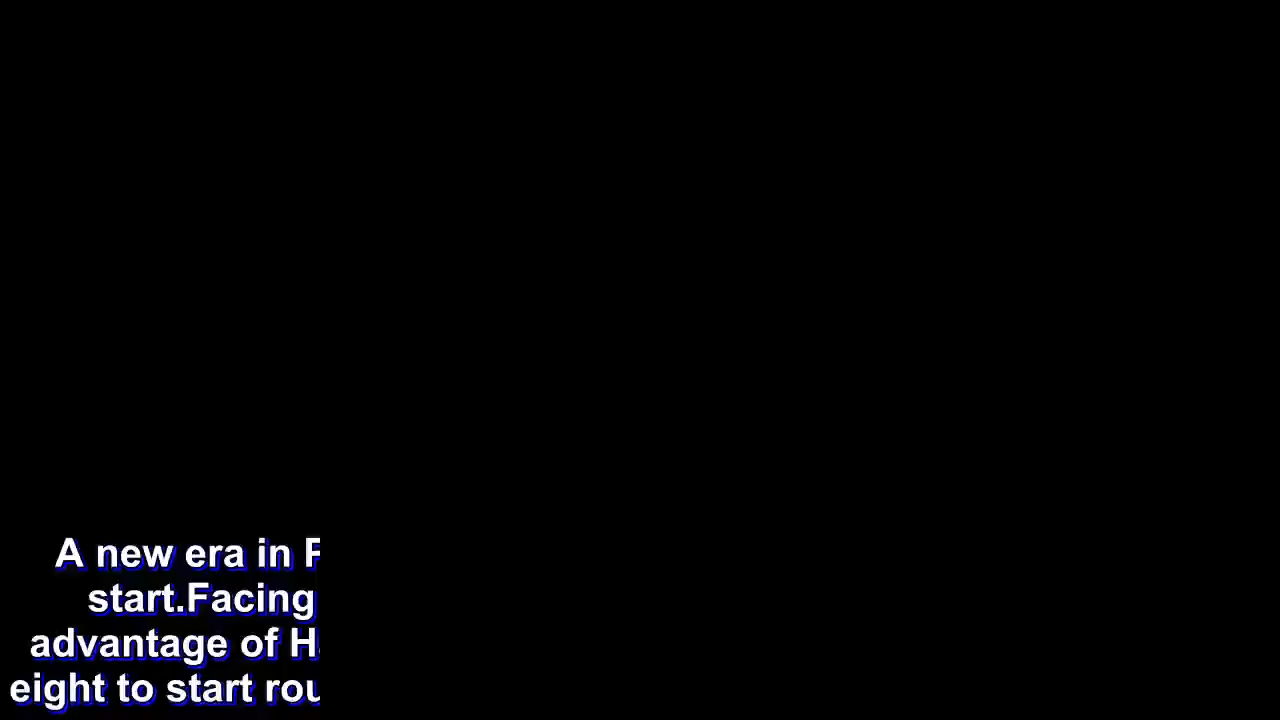 A new era in
start.Facing
advantage of
eight to start